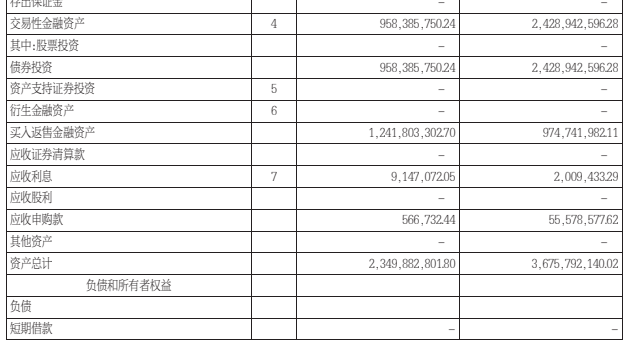 存出保证金 – –
交易性金融资产 4 958,385,750.24 2,428,942,596.28
其中:股票投资 – –
债券投资 958,385,750.24 2,428,942,596.28
资产支持证券投资 5 – –
衍生金融资产 6 – –
买入返售金融资产 1,241,803,302.70 974,741,982.11
应收证券清算款 – –
应收利息 7 9,147,072.05 2,009,433.29
应收股利 – –
应收申购款 566,732.44 55,578,577.62
其他资产 – –
资产总计 2,349,882,801.80 3,675,792,140.02
负债和所有者权益
负债
短期借款 – –